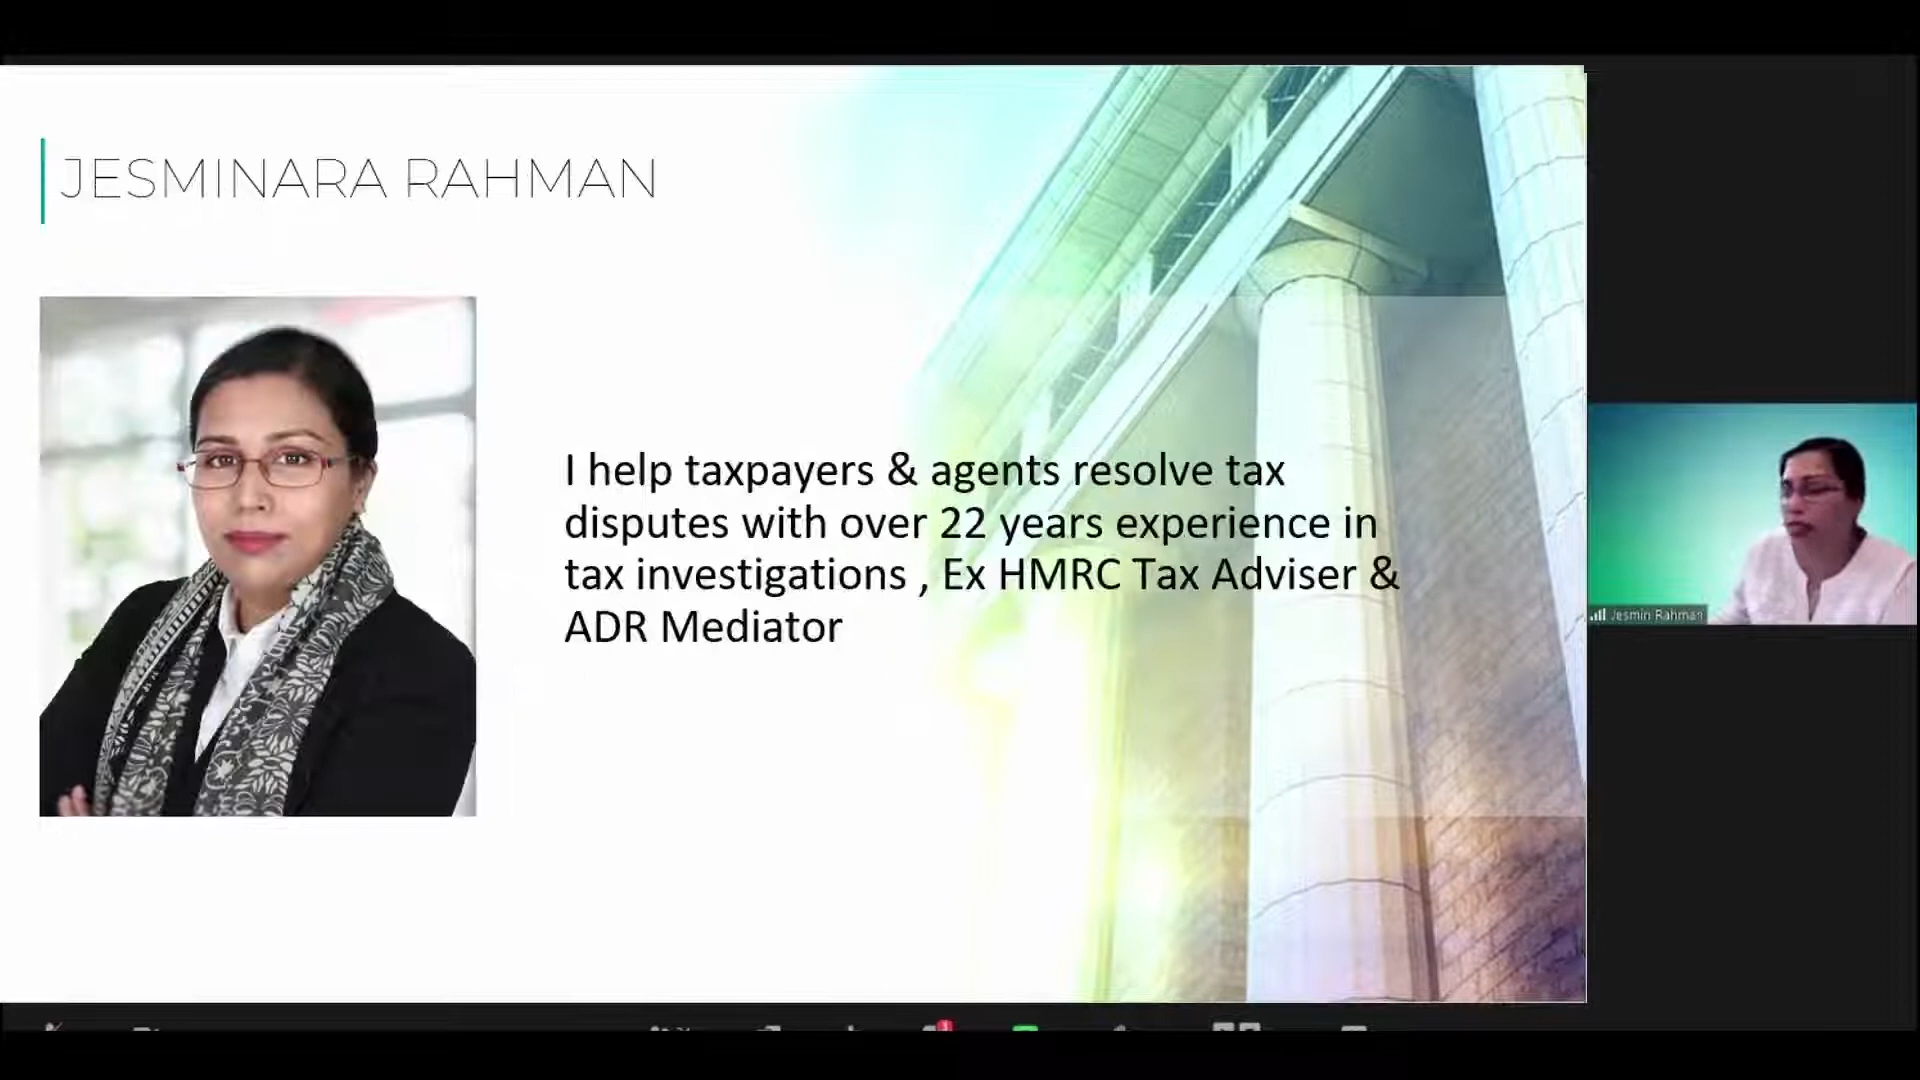 JESMINARA RAHMAN
I help taxpayers & agents resolve tax
disputes with over 22 years experience in
tax investigations , Ex HMRC Tax Adviser &
ADR Mediator
Jesmin Rahman